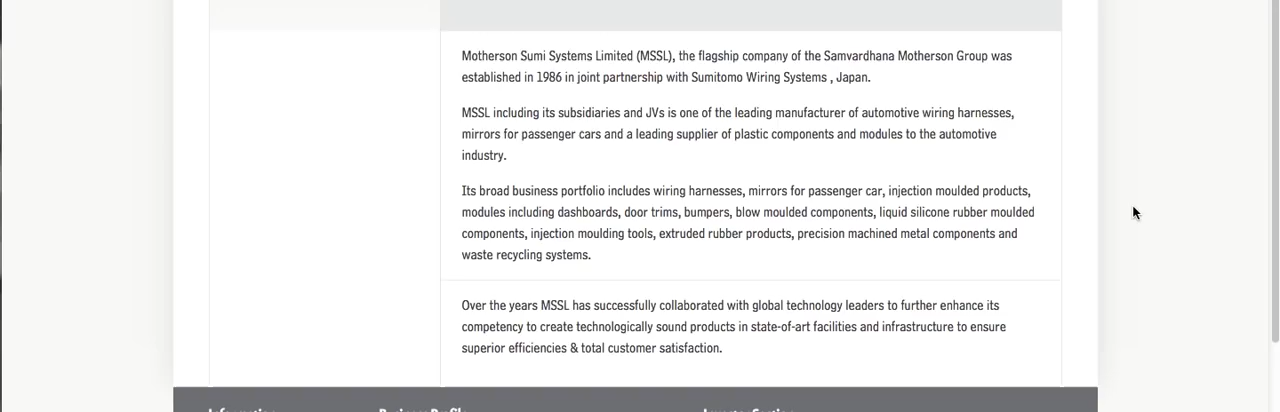 Motherson Sumi Systems Limited (MSSL), the flagship company of the Samvardhana Motherson Group was
established in 1986 in joint partnership with Sumitomo Wiring Systems , Japan.
MSSL including its subsidiaries and JVs is one of the leading manufacturer of automotive wiring harnesses,
mirrors for passenger cars and a leading supplier of plastic components and modules to the automotive
industry.
Its broad business portfolio includes wiring harnesses, mirrors for passenger car, injection moulded products,
modules including dashboards, door trims, bumpers, blow moulded components, liquid silicone rubber moulded
components, injection moulding tools, extruded rubber products, precision machined metal components and
waste recycling systems.
Over the years MSSL has successfully collaborated with global technology leaders to further enhance its
competency to create technologically sound products in state-of-art facilities and infrastructure to ensure
superior efficiencies & total customer satisfaction.